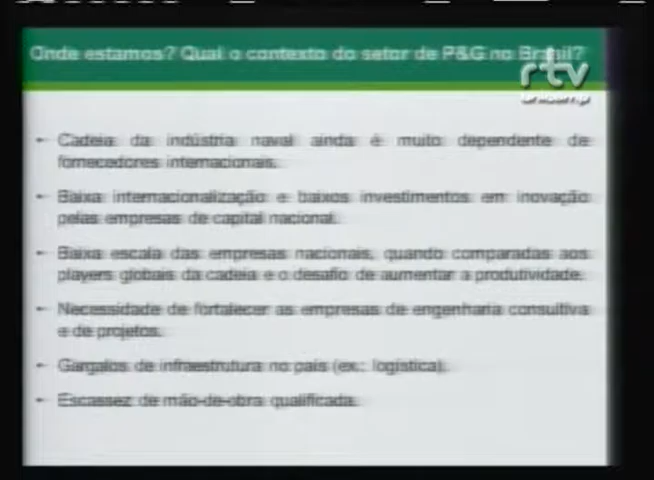 Onde estamos? Qual o contexto do setor de P&G no Brasil?
rtv
unicamp
- Cadeia da indústria naval ainda é muito dependente de
fornecedores internacionais.
- Baixa internacionalização e baixos investimentos em inovação
pelas empresas de capital nacional.
- Baixa escala das empresas nacionais, quando comparadas aos
players globais da cadeia e o desafio de aumentar a produtividade.
- Necessidade de fortalecer as empresas de engenharia consultiva
e de projetos.
- Gargalos de infraestrutura no país (ex.: logística).
- Escassez de mão-de-obra qualificada.